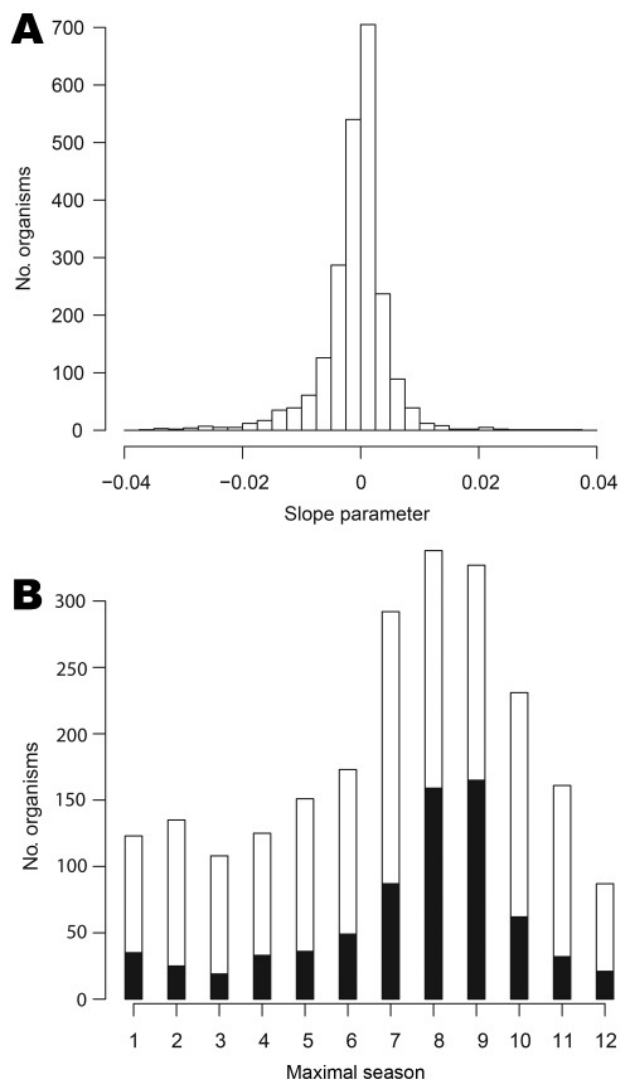 A
700
600
500
400
300
200
100
0
No. organisms
−0.04 −0.02 0 0.02 0.04
Slope parameter
B
300
250
200
150
100
50
0
No. organisms
1 2 3 4 5 6 7 8 9 10 11 12
Maximal season